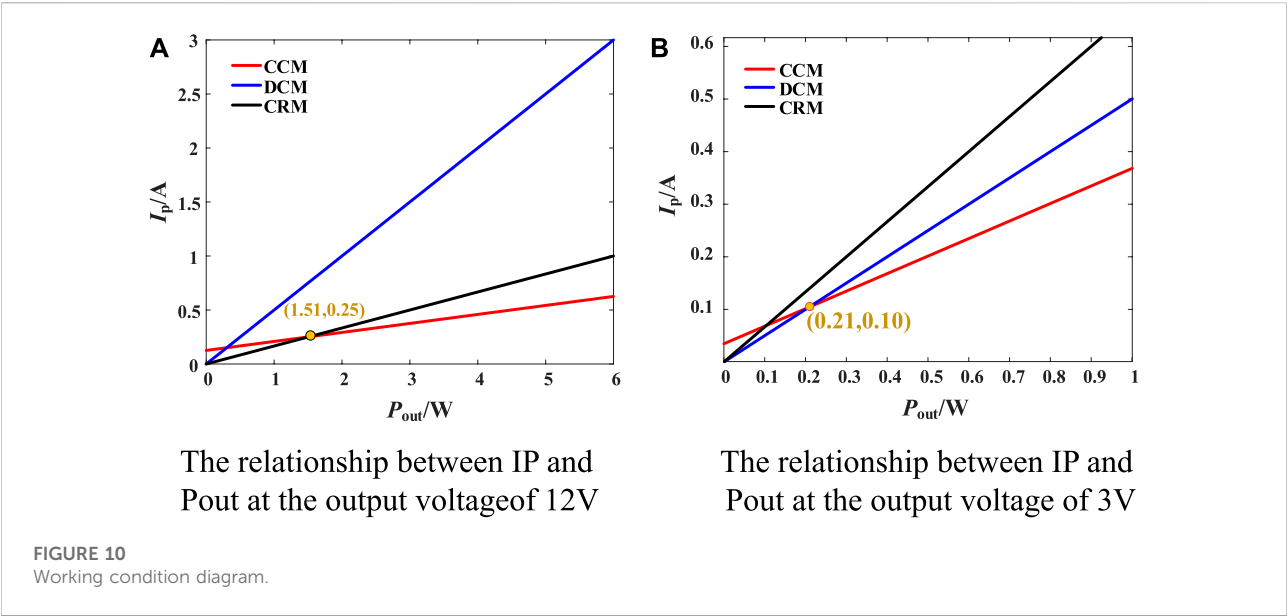 A
3
2.5
2
1.5
1
0.5
0
CCM
DCM
CRM
(1.51,0.25)
0 1 2 3 4 5 6
Ip/A
Pout/W
The relationship between IP and
Pout at the output voltageof 12V
B
0.6
0.5
0.4
0.3
0.2
0.1
CCM
DCM
CRM
(0.21,0.10)
0 0.1 0.2 0.3 0.4 0.5 0.6 0.7 0.8 0.9 1
Ip/A
Pout/W
The relationship between IP and
Pout at the output voltage of 3V
FIGURE 10
Working condition diagram.